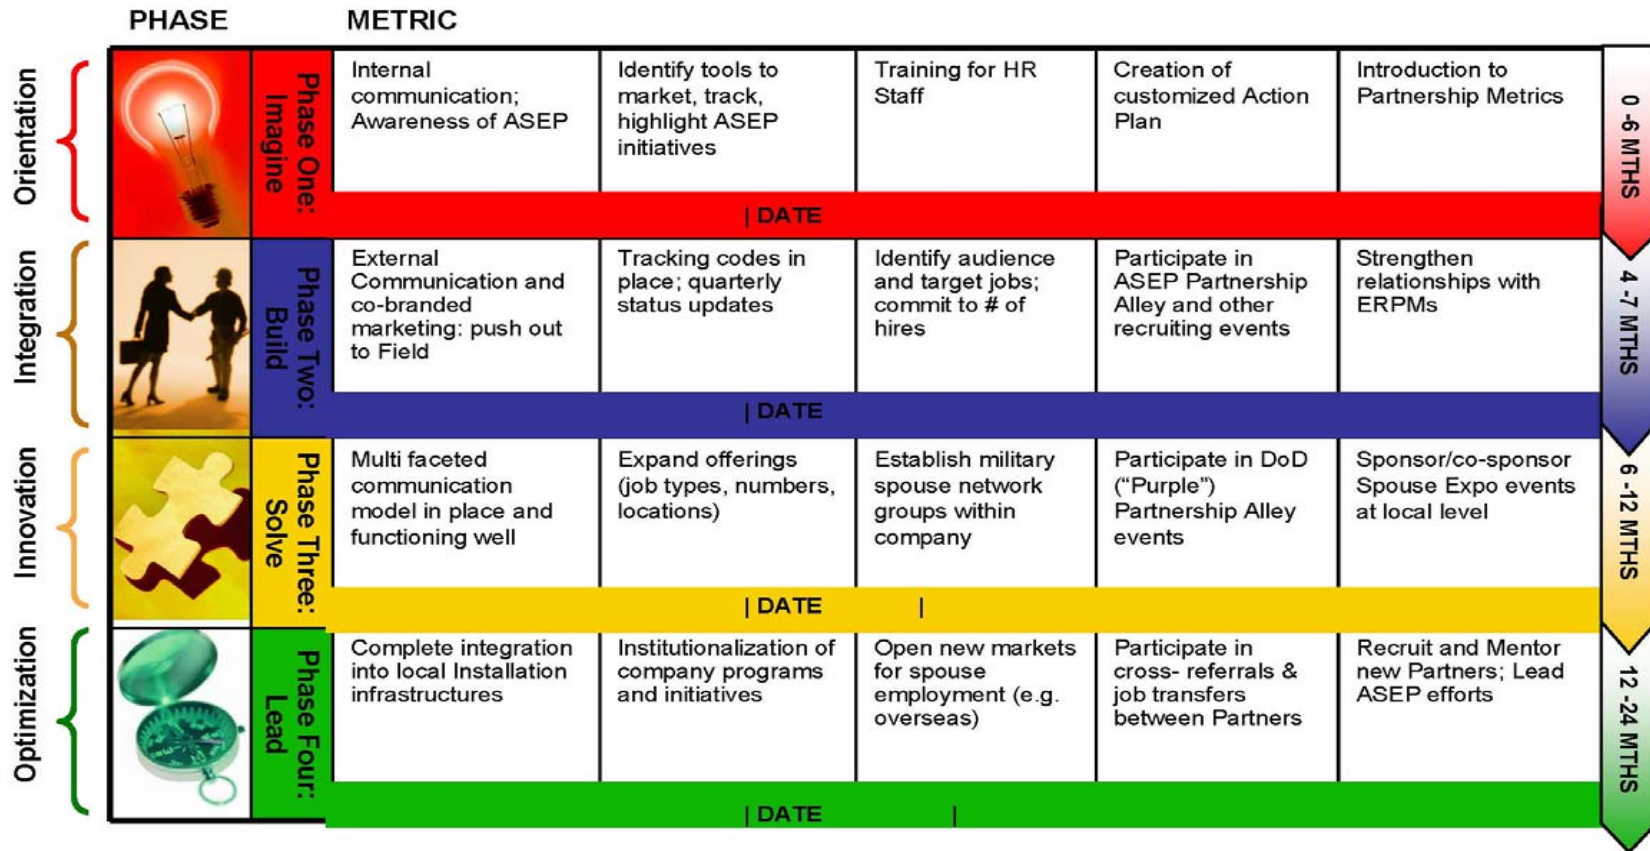 PHASE
METRIC
Orientation
Phase One:
Imagine
Internal
communication;
Awareness of ASEP
Identify tools to
market, track,
highlight ASEP
initiatives
Training for HR
Staff
Creation of
customized Action
Plan
Introduction to
Partnership Metrics
0 -6 MTHS
| DATE
Integration
Phase Two:
Build
External
Communication and
co-branded
marketing: push out
to Field
Tracking codes in
place; quarterly
status updates
Identify audience
and target jobs;
commit to # of
hires
Participate in
ASEP Partnership
Alley and other
recruiting events
Strengthen
relationships with
ERPMs
4 -7 MTHS
| DATE
Innovation
Phase Three:
Solve
Multi faceted
communication
model in place and
functioning well
Expand offerings
(job types, numbers,
locations)
Establish military
spouse network
groups within
company
Participate in DoD
(“Purple”)
Partnership Alley
events
Sponsor/co-sponsor
Spouse Expo events
at local level
6 -12 MTHS
| DATE |
Optimization
Phase Four:
Lead
Complete integration
into local Installation
infrastructures
Institutionalization of
company programs
and initiatives
Open new markets
for spouse
employment (e.g.
overseas)
Participate in
cross- referrals &
job transfers
between Partners
Recruit and Mentor
new Partners; Lead
ASEP efforts
12 -24 MTHS
| DATE |